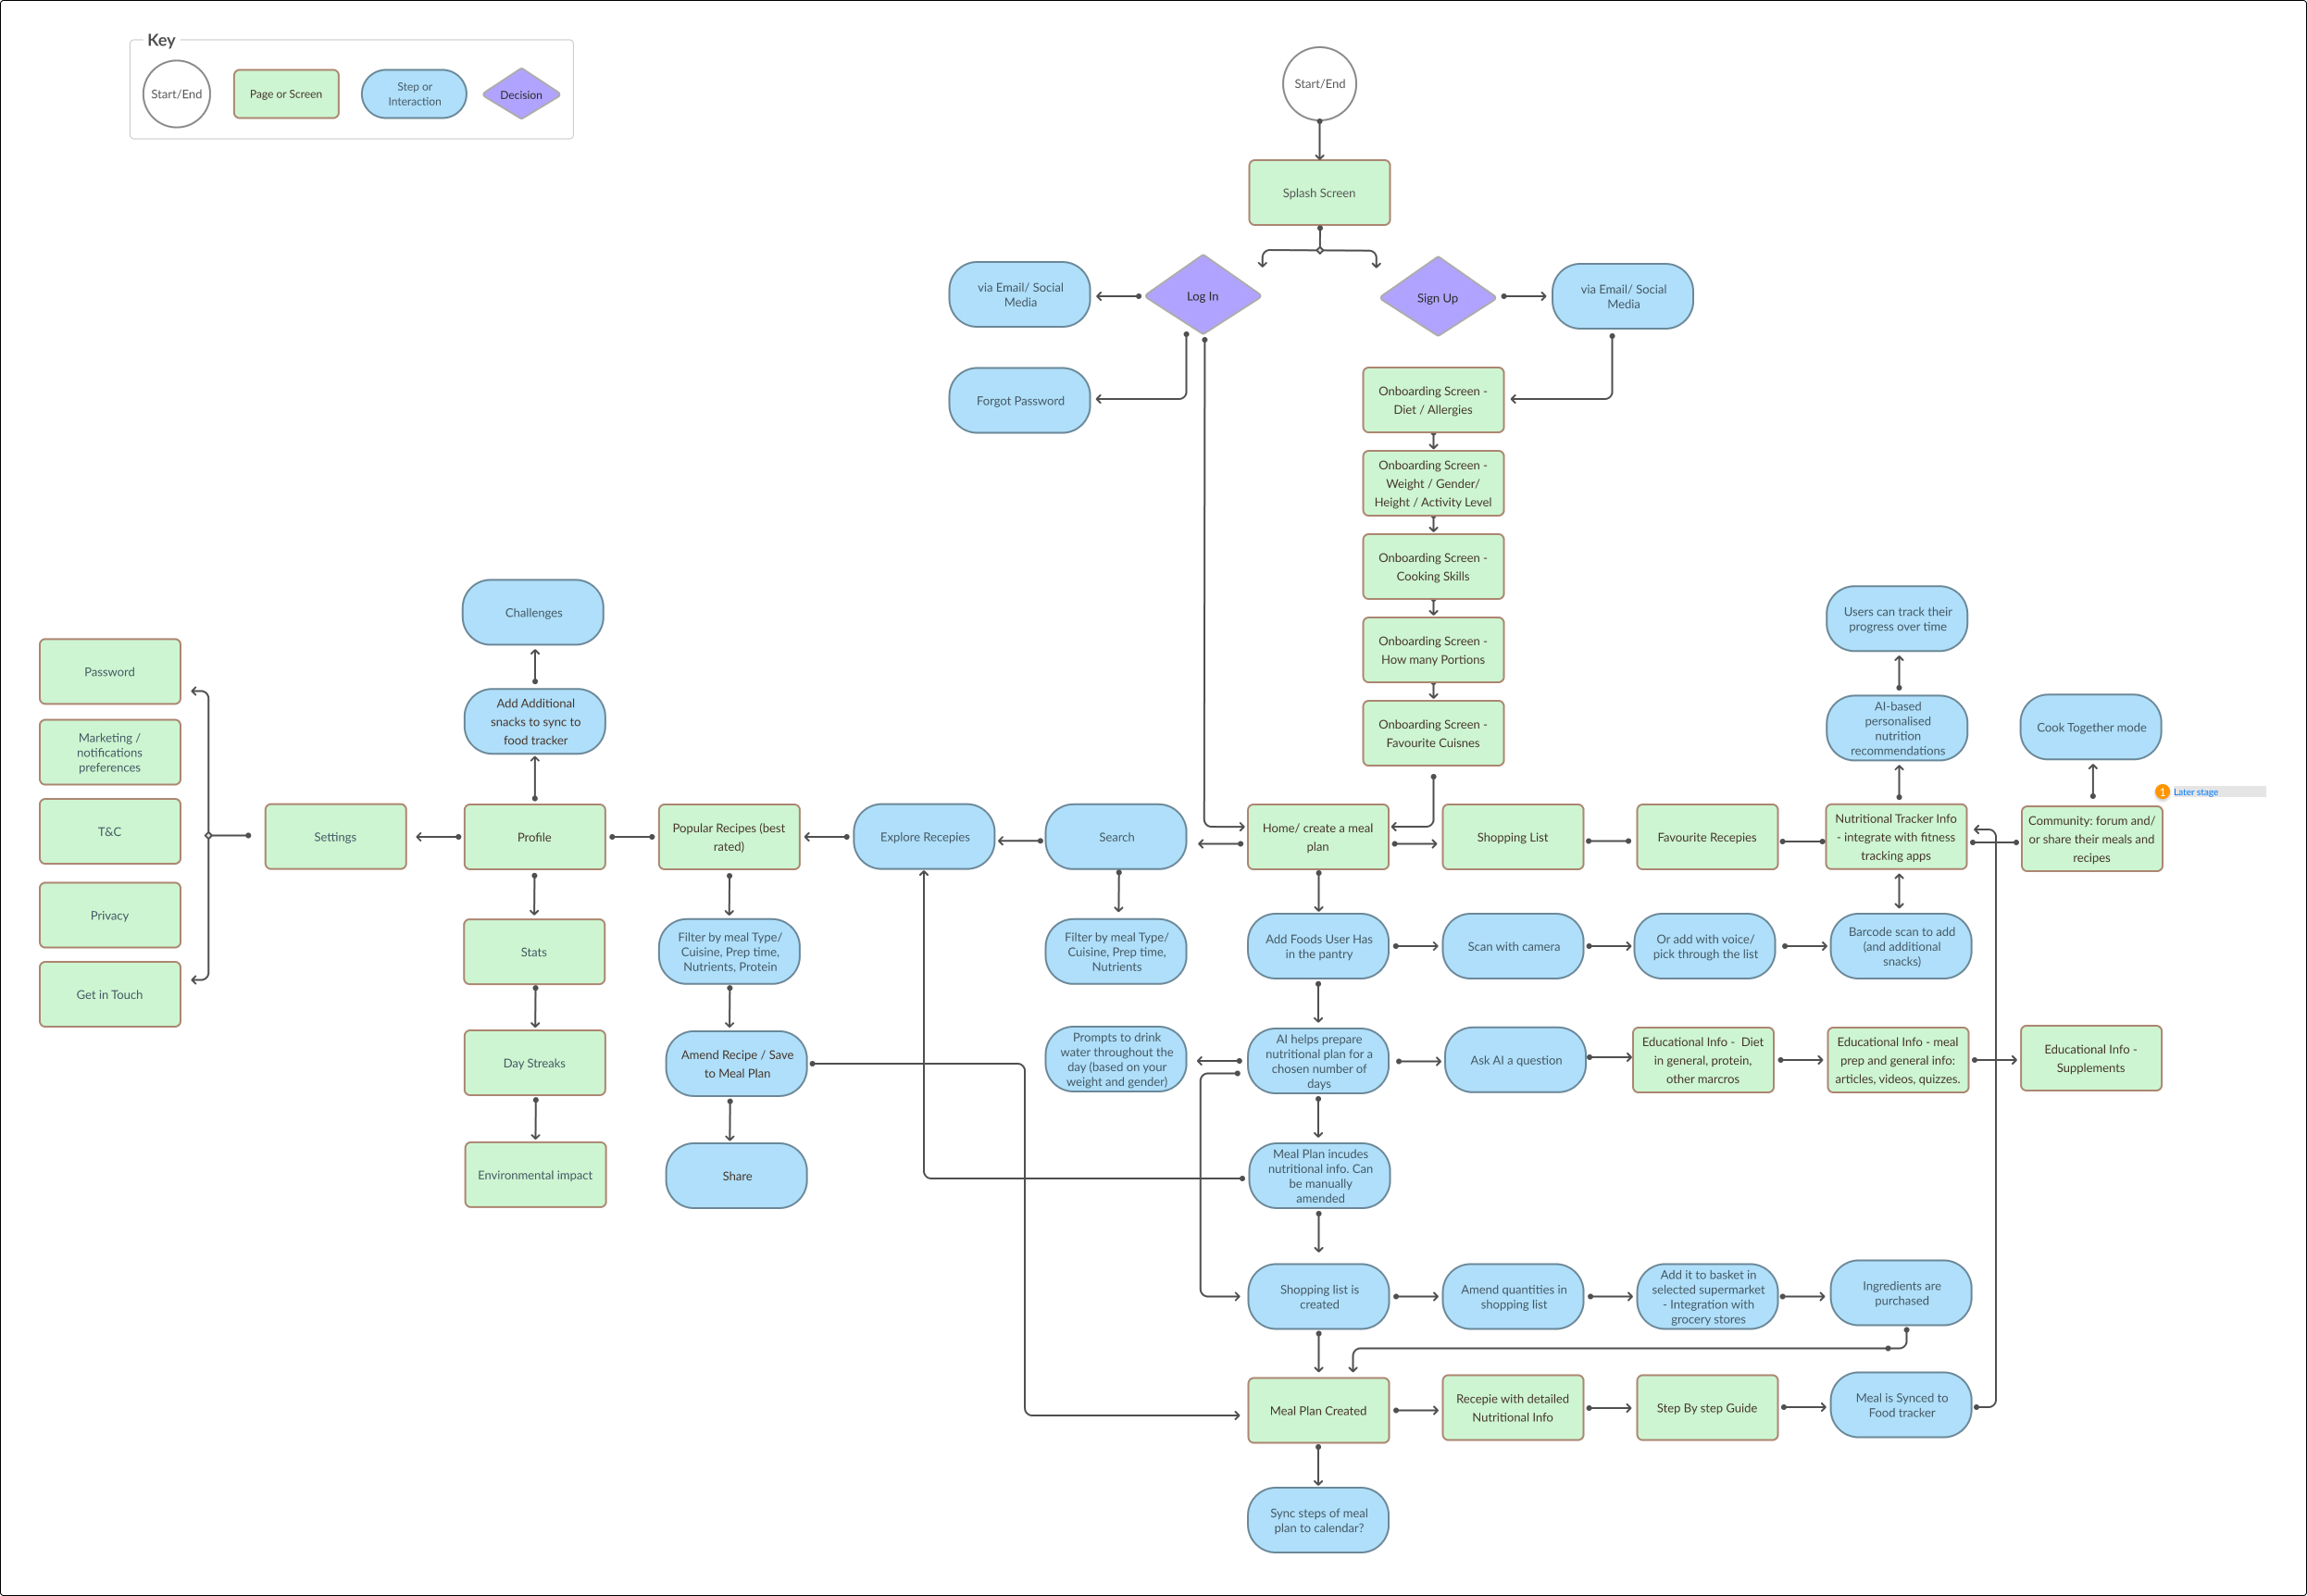 Key
Start/End
Page or Screen
Step or
Interaction
Decision
Start/End
Splash Screen
via Email/ Social
Media
Log In
Sign Up
via Email/ Social
Media
Forgot Password
Onboarding Screen -
Diet / Allergies
Onboarding Screen -
Weight / Gender/
Height / Activity Level
Onboarding Screen -
Cooking Skills
Onboarding Screen -
How many Portions
Onboarding Screen -
Favourite Cuisnes
Challenges
Add Additional
snacks to sync to
food tracker
Users can track their
progress over time
AI-based
personalised
nutrition
recommendations
Cook Together mode
1
Later stage
Password
Marketing /
notifications
preferences
T&C
Privacy
Get in Touch
Settings
Profile
Popular Recipes (best
rated)
Explore Recepies
Search
Home/ create a meal
plan
Shopping List
Favourite Recepies
Nutritional Tracker Info
- integrate with fitness
tracking apps
Community: forum and/
or share their meals and
recipes
Stats
Filter by meal Type/
Cuisine, Prep time,
Nutrients, Protein
Filter by meal Type/
Cuisine, Prep time,
Nutrients
Add Foods User Has
in the pantry
Scan with camera
Or add with voice/
pick through the list
Barcode scan to add
(and additional
snacks)
Day Streaks
Amend Recipe / Save
to Meal Plan
Prompts to drink
water throughout the
day (based on your
weight and gender)
AI helps prepare
nutritional plan for a
chosen number of
days
Ask AI a question
Educational Info -  Diet
in general, protein,
other marcros
Educational Info - meal
prep and general info:
articles, videos, quizzes.
Educational Info -
Supplements
Environmental impact
Share
Meal Plan incudes
nutritional info. Can
be manually
amended
Shopping list is
created
Amend quantities in
shopping list
Add it to basket in
selected supermarket
- Integration with
grocery stores
Ingredients are
purchased
Meal Plan Created
Recepie with detailed
Nutritional Info
Step By step Guide
Meal is Synced to
Food tracker
Sync steps of meal
plan to calendar?